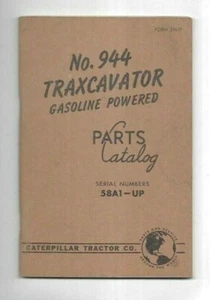 No. 944
TRAXCAVATOR
GASOLINE POWERED
PARTS
Catalog
SERIAL NUMBERS
58A1—UP
CATERPILLAR TRACTOR CO.